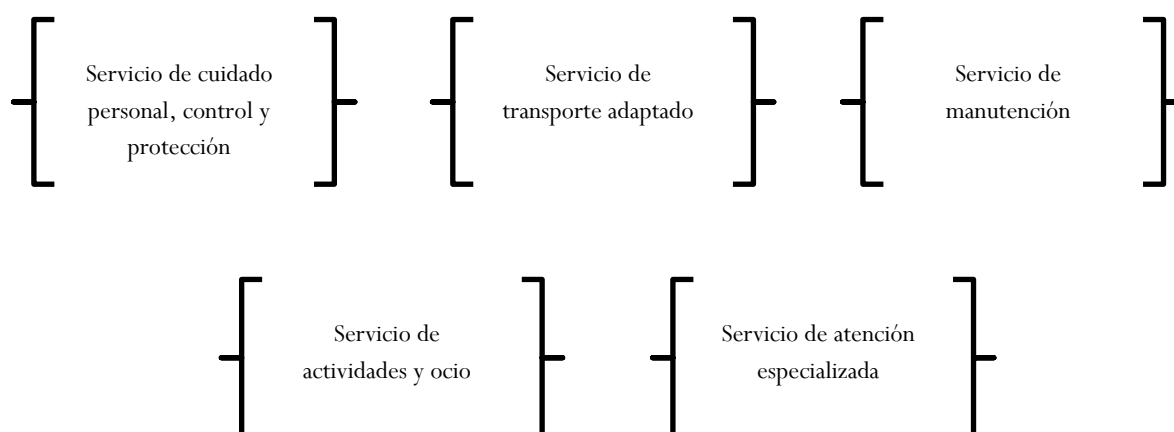 Servicio de cuidado
personal, control y
protección
Servicio de
transporte adaptado
Servicio de
manutención
Servicio de
actividades y ocio
Servicio de atención
especializada